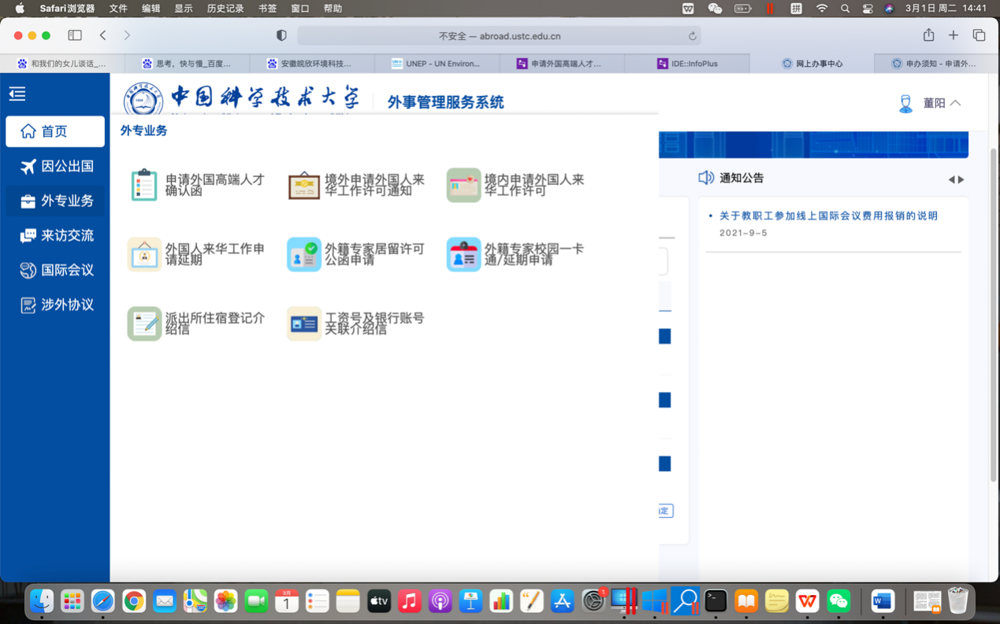 Safari浏览器 文件 编辑 显示 历史记录 书签 窗口 帮助 拼 3月1日 周二 14:41
不安全 — abroad.ustc.edu.cn
和我们的女儿谈话_... 思考，快与慢_百度... 安徽皖欣环境科技... UNEP - UN Environ... 申请外国高端人才... IDE::InfoPlus 网上办事中心 申办须知 - 申请外...
中国科学技术大学 外事管理服务系统 董阳
首页
因公出国
外专业务
来访交流
国际会议
涉外协议
外专业务
申请外国高端人才
确认函
境外申请外国人来
华工作许可通知
境内申请外国人来
华工作许可
外国人来华工作申
请延期
外籍专家居留许可
公函申请
外籍专家校园一卡
通/延期申请
派出所住宿登记介
绍信
工资号及银行账号
关联介绍信
通知公告
• 关于教职工参加线上国际会议费用报销的说明
2021-9-5
定
3月
1
tv
1
W